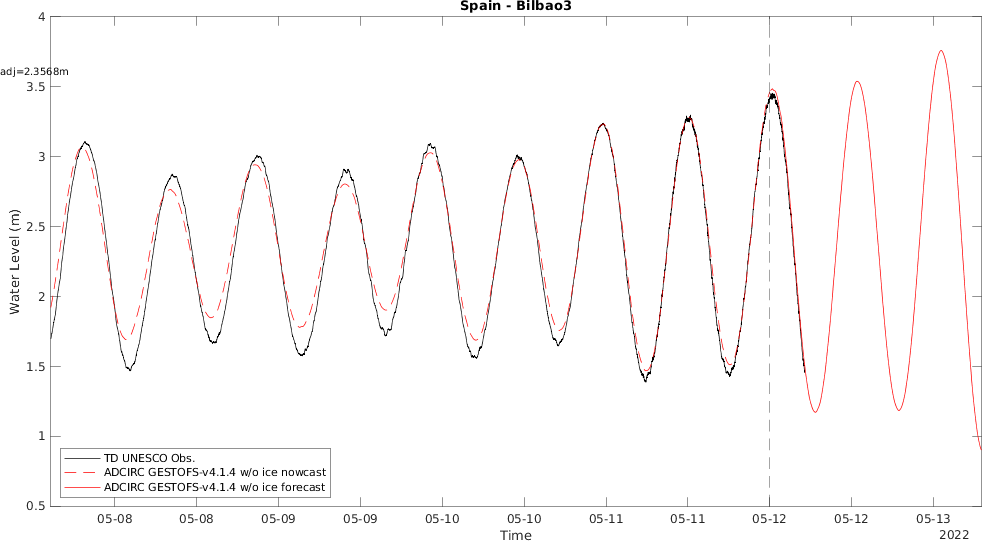 Spain - Bilbao3
adj=2.3568m
4
3.5
3
2.5
2
1.5
1
0.5
Water Level (m)
TD UNESCO Obs.
ADCIRC GESTOFS-v4.1.4 w/o ice nowcast
ADCIRC GESTOFS-v4.1.4 w/o ice forecast
05-08 05-08 05-09 05-09 05-10 05-10 05-11 05-11 05-12 05-12 05-13
Time
2022